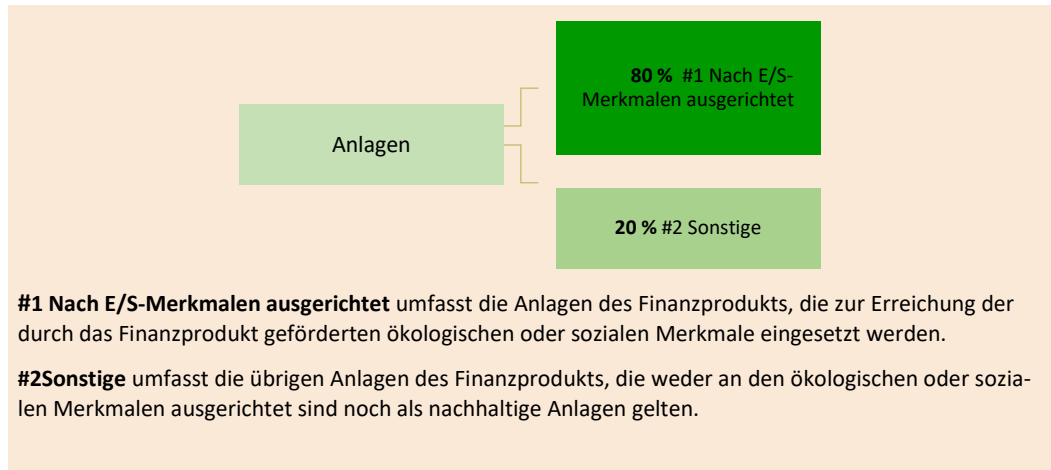 80 % #1 Nach E/S-
Merkmalen ausgerichtet
Anlagen
20 % #2 Sonstige
#1 Nach E/S-Merkmalen ausgerichtet umfasst die Anlagen des Finanzprodukts, die zur Erreichung der
durch das Finanzprodukt geförderten ökologischen oder sozialen Merkmale eingesetzt werden.
#2Sonstige umfasst die übrigen Anlagen des Finanzprodukts, die weder an den ökologischen oder sozia-
len Merkmalen ausgerichtet sind noch als nachhaltige Anlagen gelten.